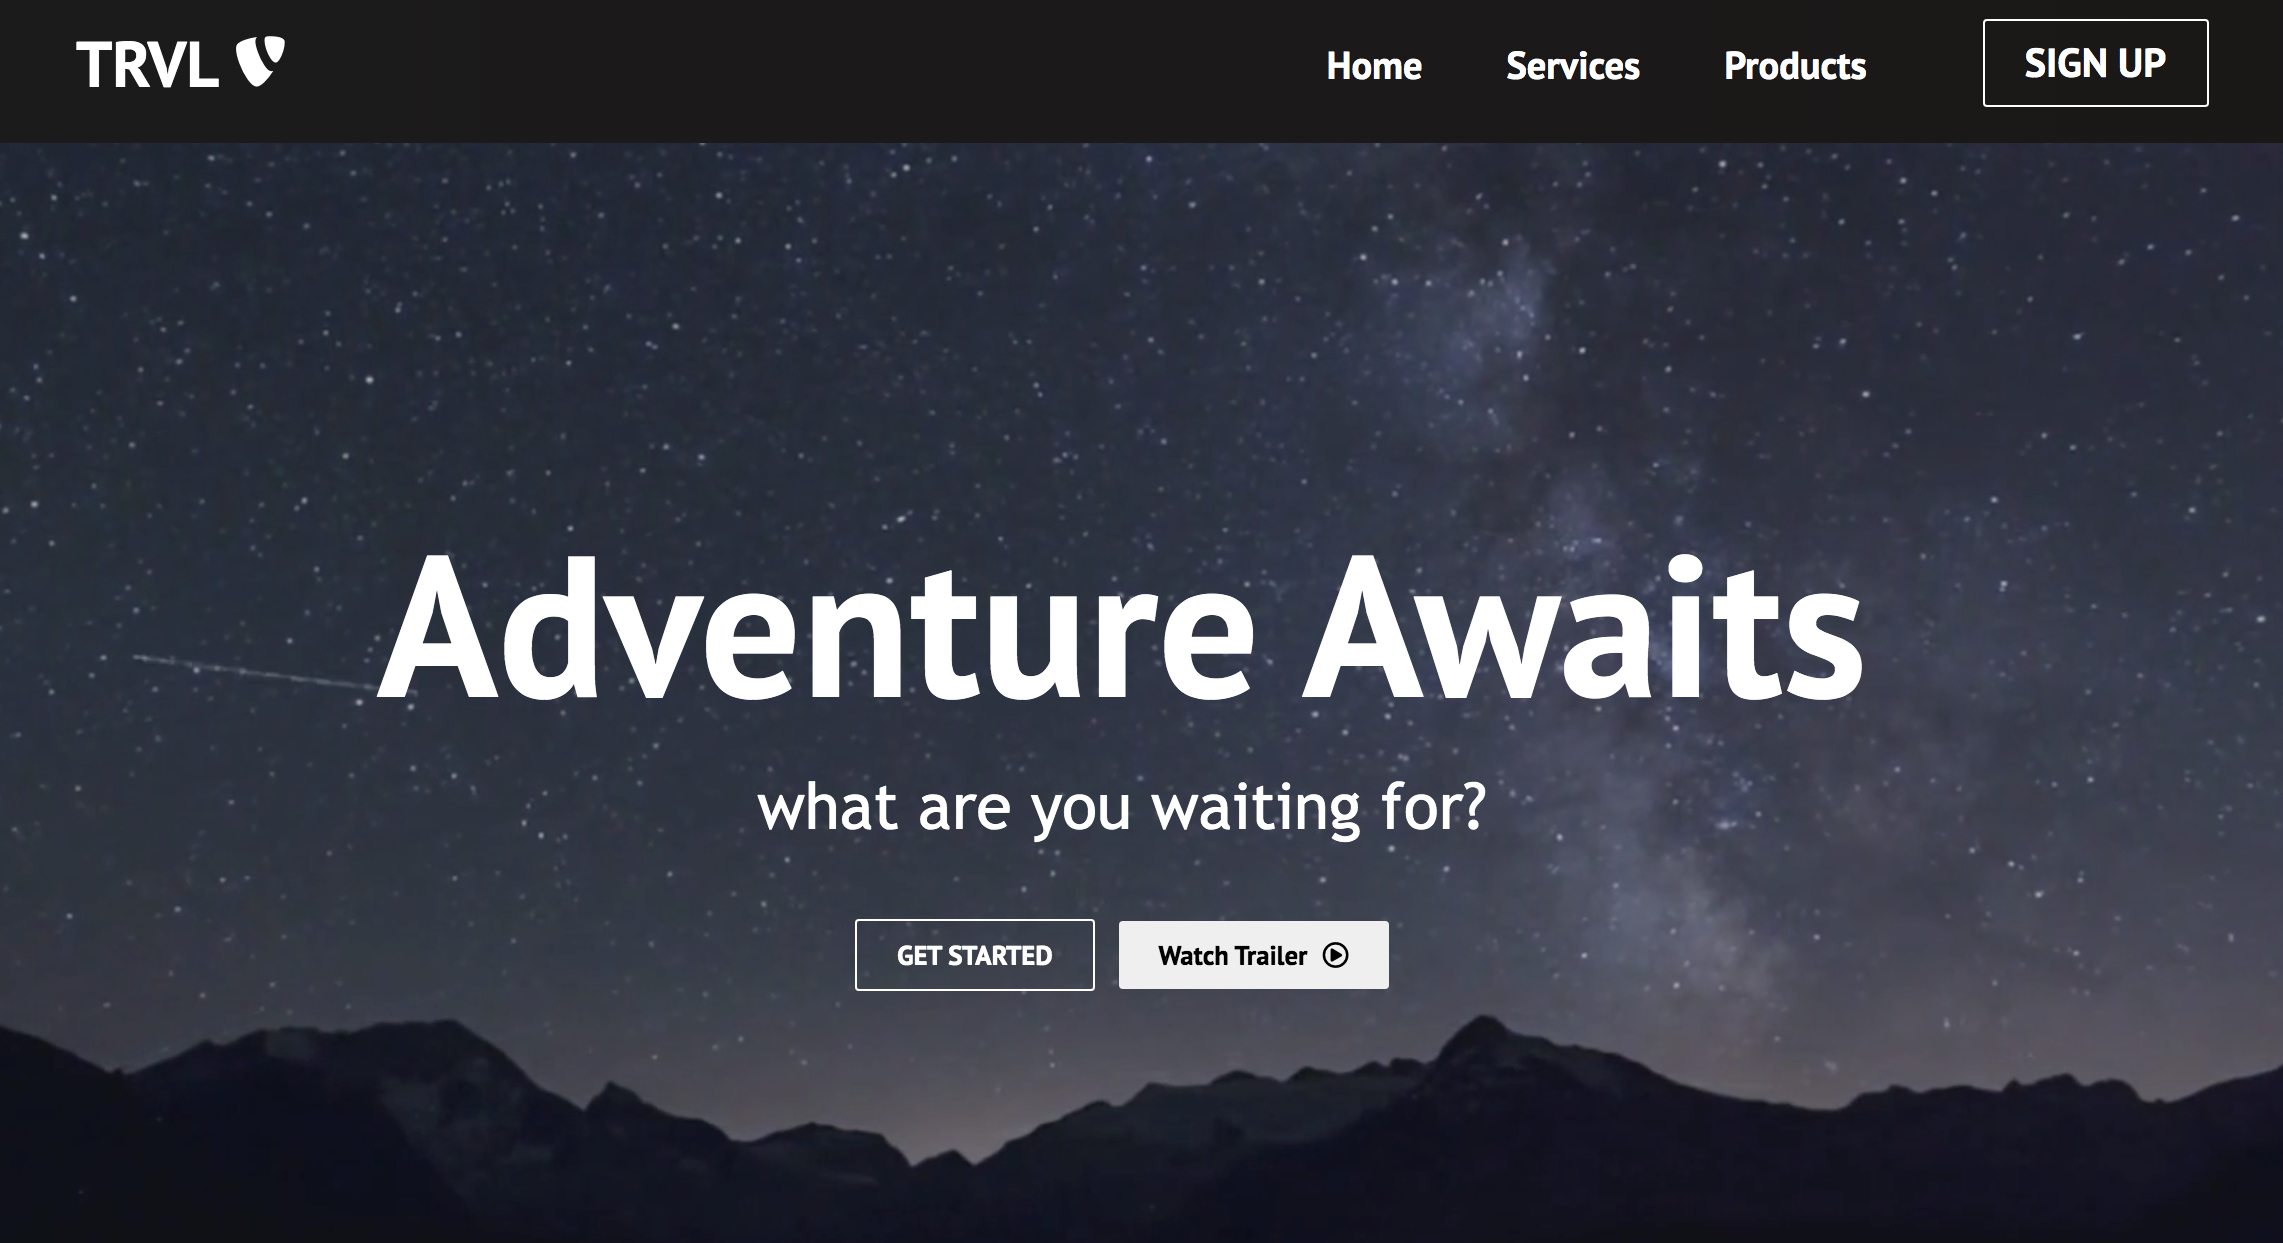 TRVL
Home Services Products SIGN UP
Adventure Awaits
what are you waiting for?
GET STARTED Watch Trailer